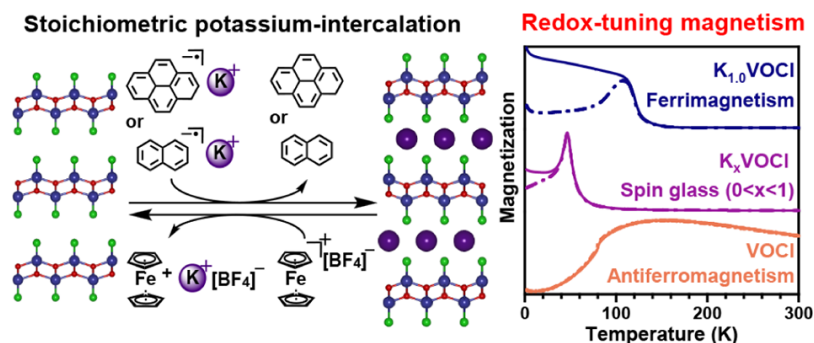 Stoichiometric potassium-intercalation
Redox-tuning magnetism
−•
K+
or
−•
K+
or
Fe + K+ [BF4]−
Fe + [BF4]−
Magnetization
K1.0VOCl
Ferrimagnetism
KxVOCl
Spin glass (0<x<1)
VOCl
Antiferromagnetism
0 100 200 300
Temperature (K)